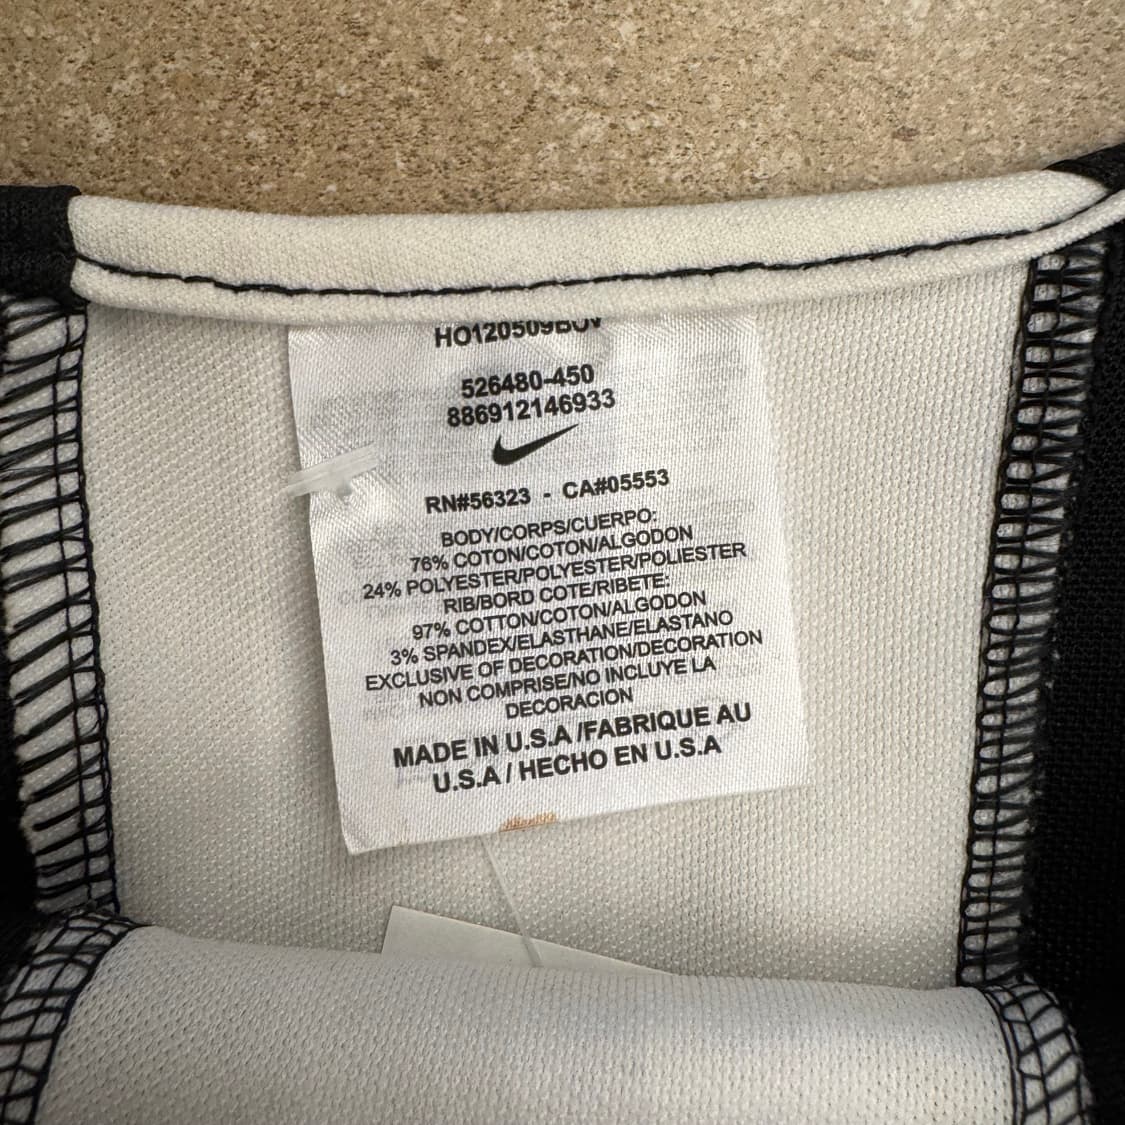 HO120509BUV
526480-450
886912146933
RN#56323 - CA#05553
BODY/CORPS/CUERPO:
76% COTON/COTON/ALGODON
24% POLYESTER/POLYESTER/POLIESTER
RIB/BORD COTE/RIBETE:
97% COTTON/COTON/ALGODON
3% SPANDEX/ELASTHANE/ELASTANO
EXCLUSIVE OF DECORATION/DECORATION
NON COMPRISE/NO INCLUYE LA
DECORACION
MADE IN U.S.A /FABRIQUE AU
U.S.A / HECHO EN U.S.A